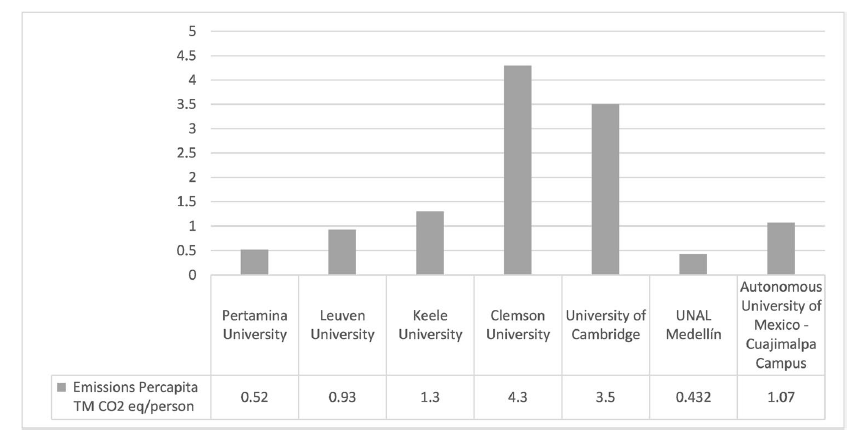 5
4.5
4
3.5
3
2.5
2
1.5
1
0.5
0
Pertamina
University
Leuven
University
Keele
University
Clemson
University
University of
Cambridge
UNAL
Medellín
Autonomous
University of
Mexico -
Cuajimalpa
Campus
Emissions Percapita
TM CO2 eq/person
0.52
0.93
1.3
4.3
3.5
0.432
1.07